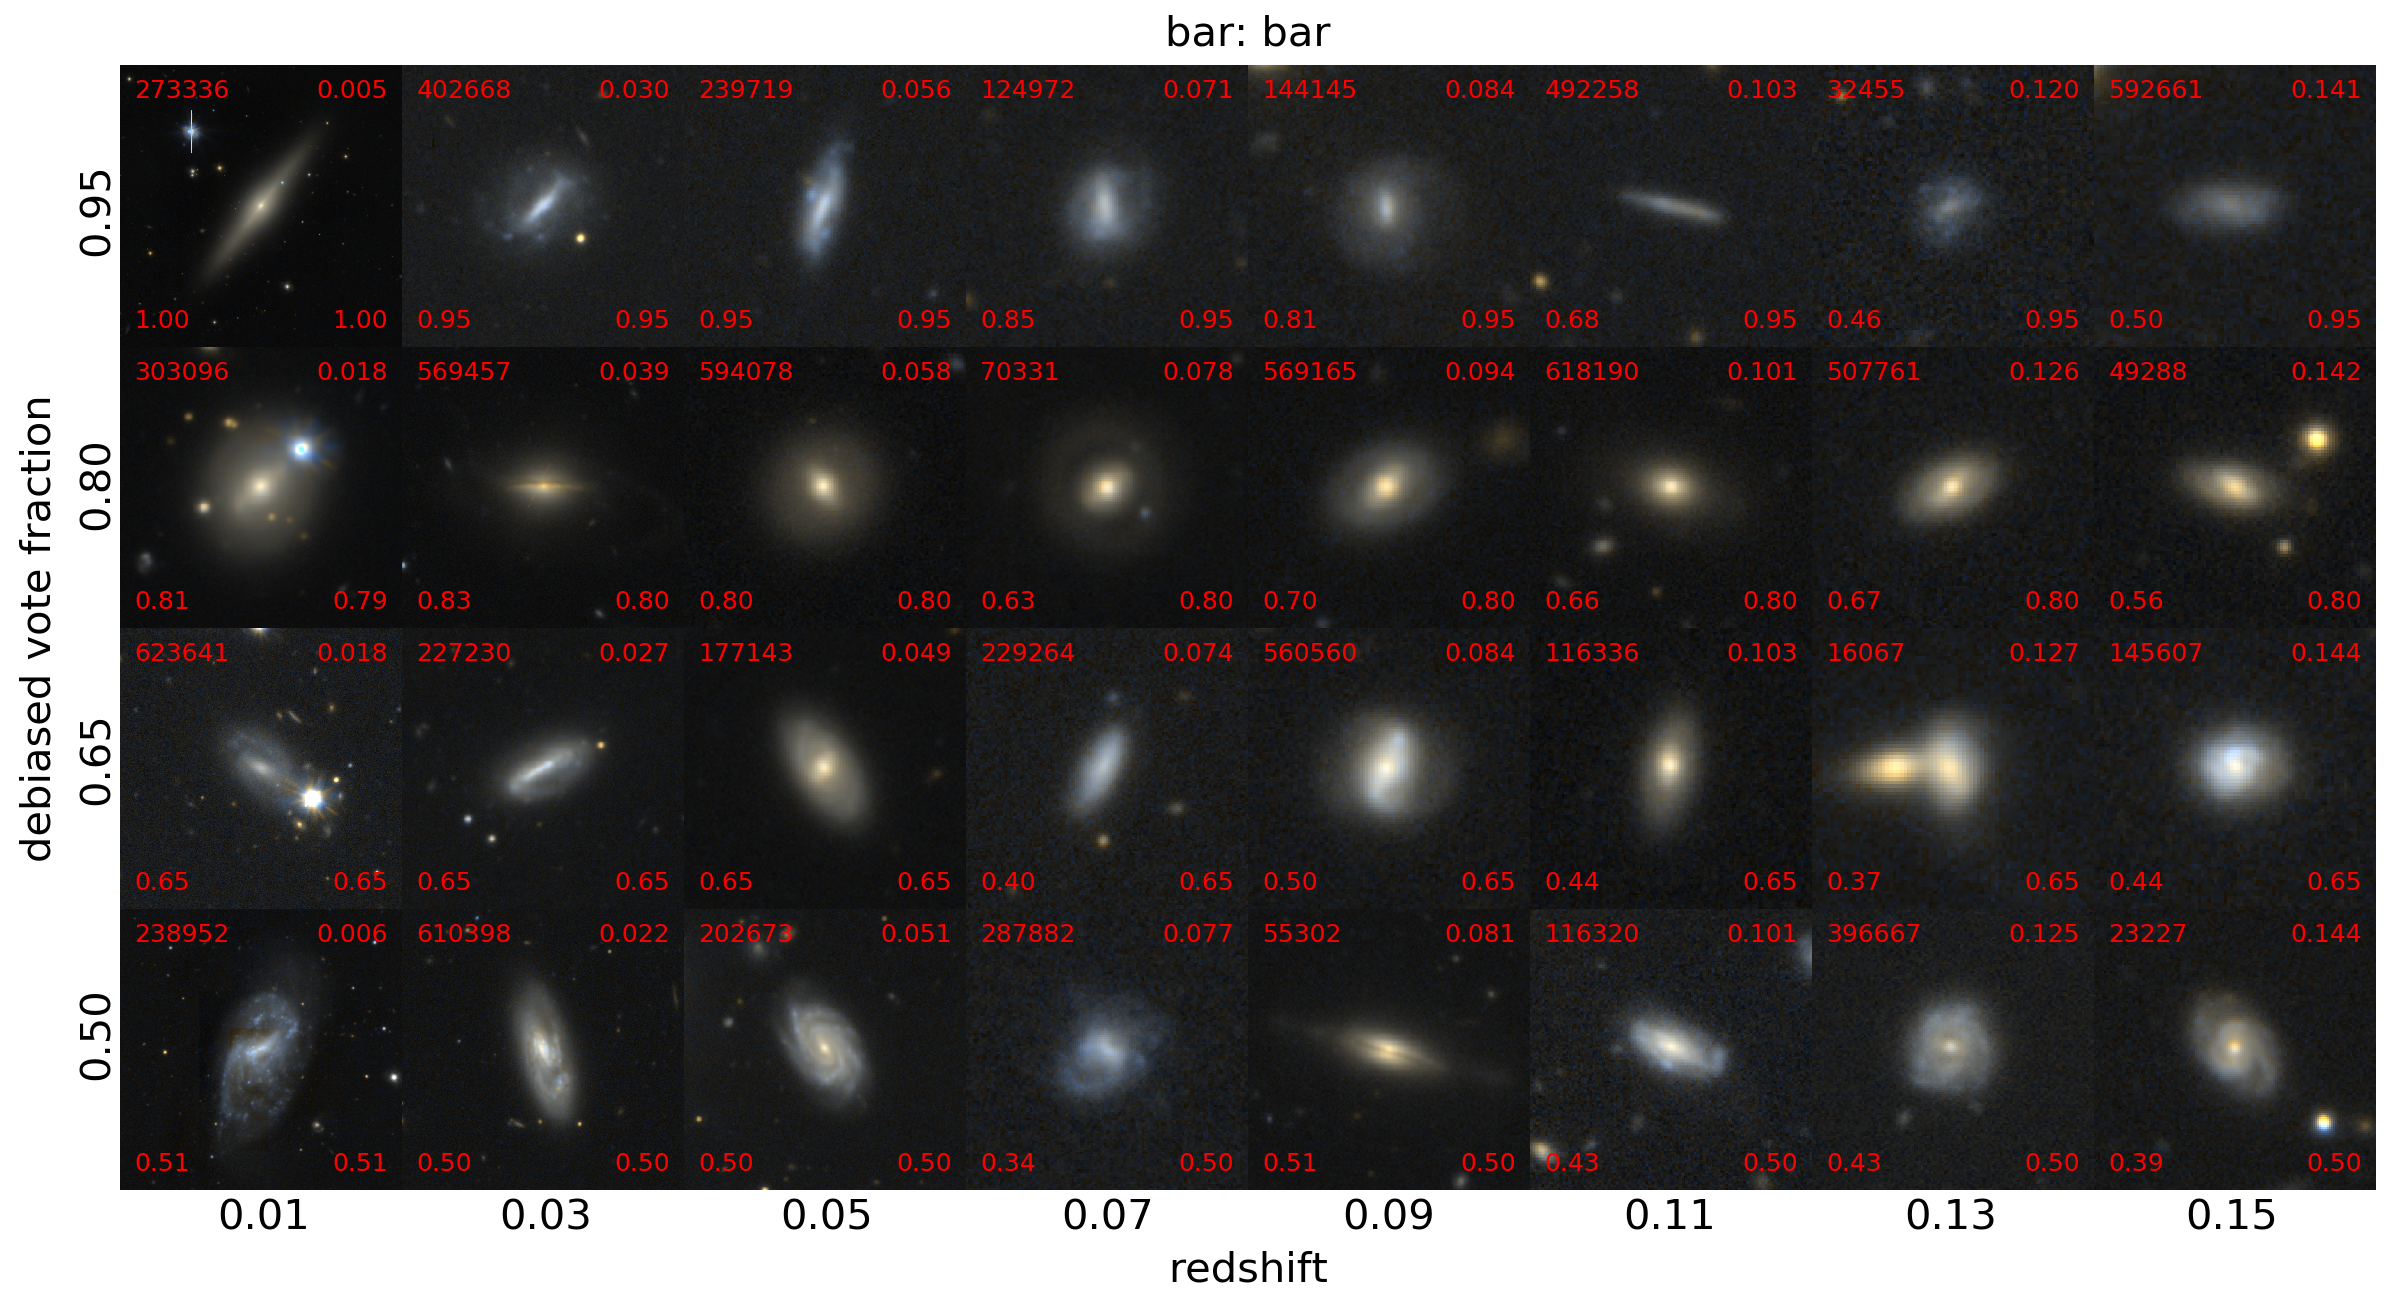 bar: bar
273336 0.005 402668 0.030 239719 0.056 124972 0.071 144145 0.084 492258 0.103 32455 0.120 592661 0.141
0.95
1.00 1.00 0.95 0.95 0.95 0.95 0.85 0.95 0.81 0.95 0.68 0.95 0.46 0.95 0.50 0.95
303096 0.018 569457 0.039 594078 0.058 70331 0.078 569165 0.094 618190 0.101 507761 0.126 49288 0.142
0.80
0.81 0.79 0.83 0.80 0.80 0.80 0.63 0.80 0.70 0.80 0.66 0.80 0.67 0.80 0.56 0.80
debiased vote fraction
623641 0.018 227230 0.027 177143 0.049 229264 0.074 560560 0.084 116336 0.103 16067 0.127 145607 0.144
0.65
0.65 0.65 0.65 0.65 0.65 0.65 0.40 0.65 0.50 0.65 0.44 0.65 0.37 0.65 0.44 0.65
238952 0.006 610398 0.022 202673 0.051 287882 0.077 55302 0.081 116320 0.101 396667 0.125 23227 0.144
0.50
0.51 0.51 0.50 0.50 0.50 0.50 0.34 0.50 0.51 0.50 0.43 0.50 0.43 0.50 0.39 0.50
0.01 0.03 0.05 0.07 0.09 0.11 0.13 0.15
redshift